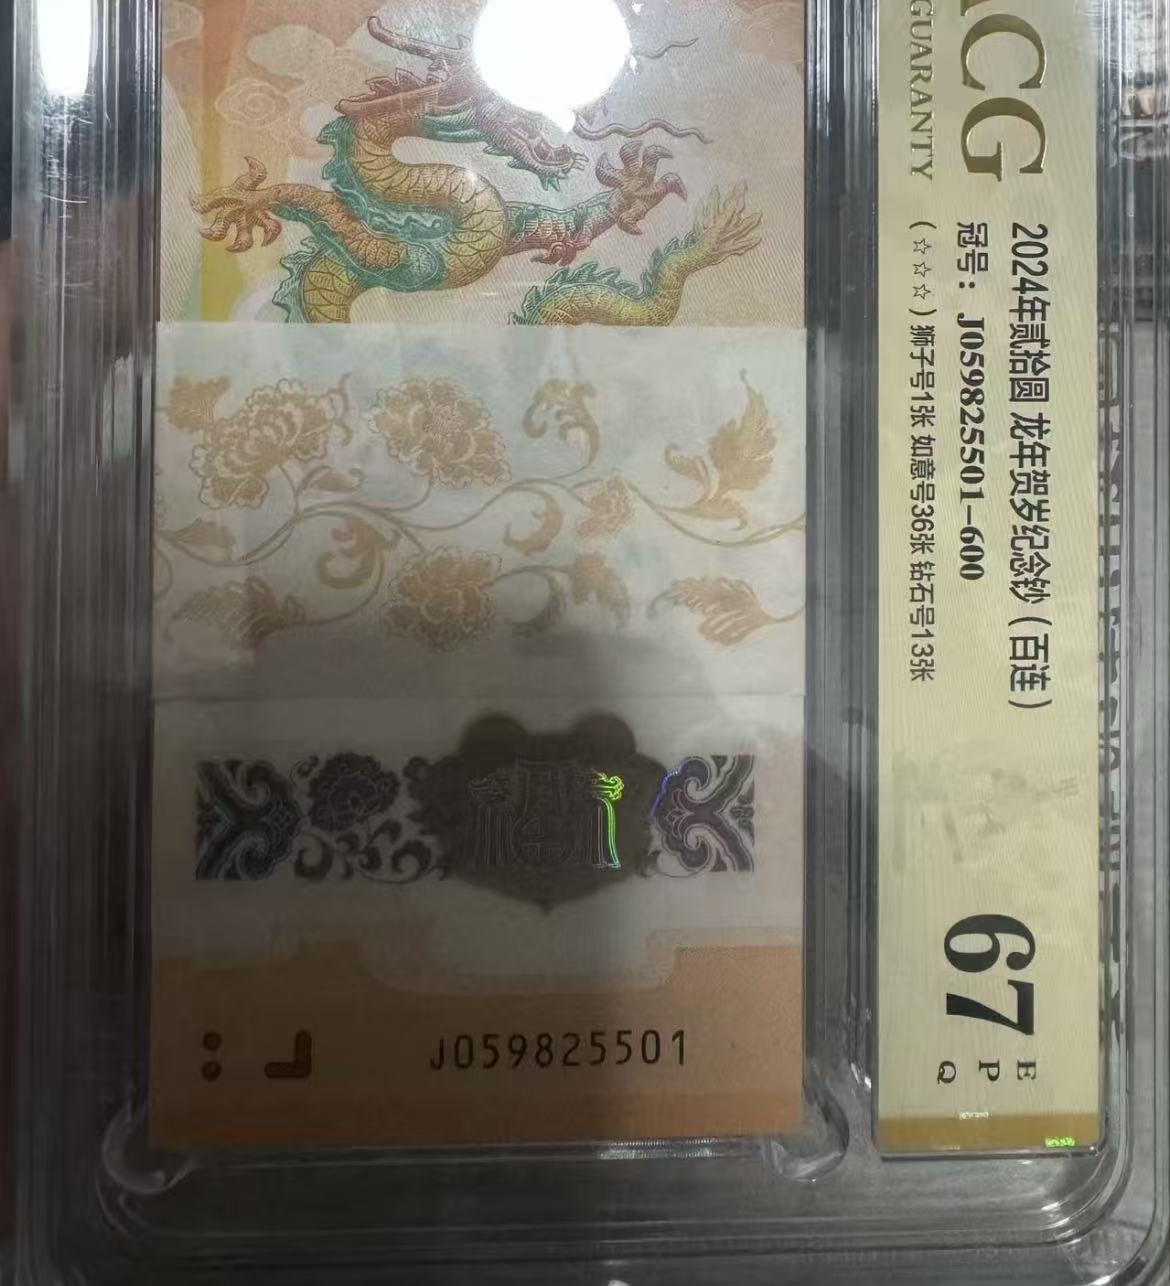 ACG
GUARANTY
2024年贰拾圆 龙年贺岁纪念钞（百连）
冠号：J059825501-600
（☆☆☆）狮子号1张 如意号36张 钻石号13张
67
E
P
Q
J059825501